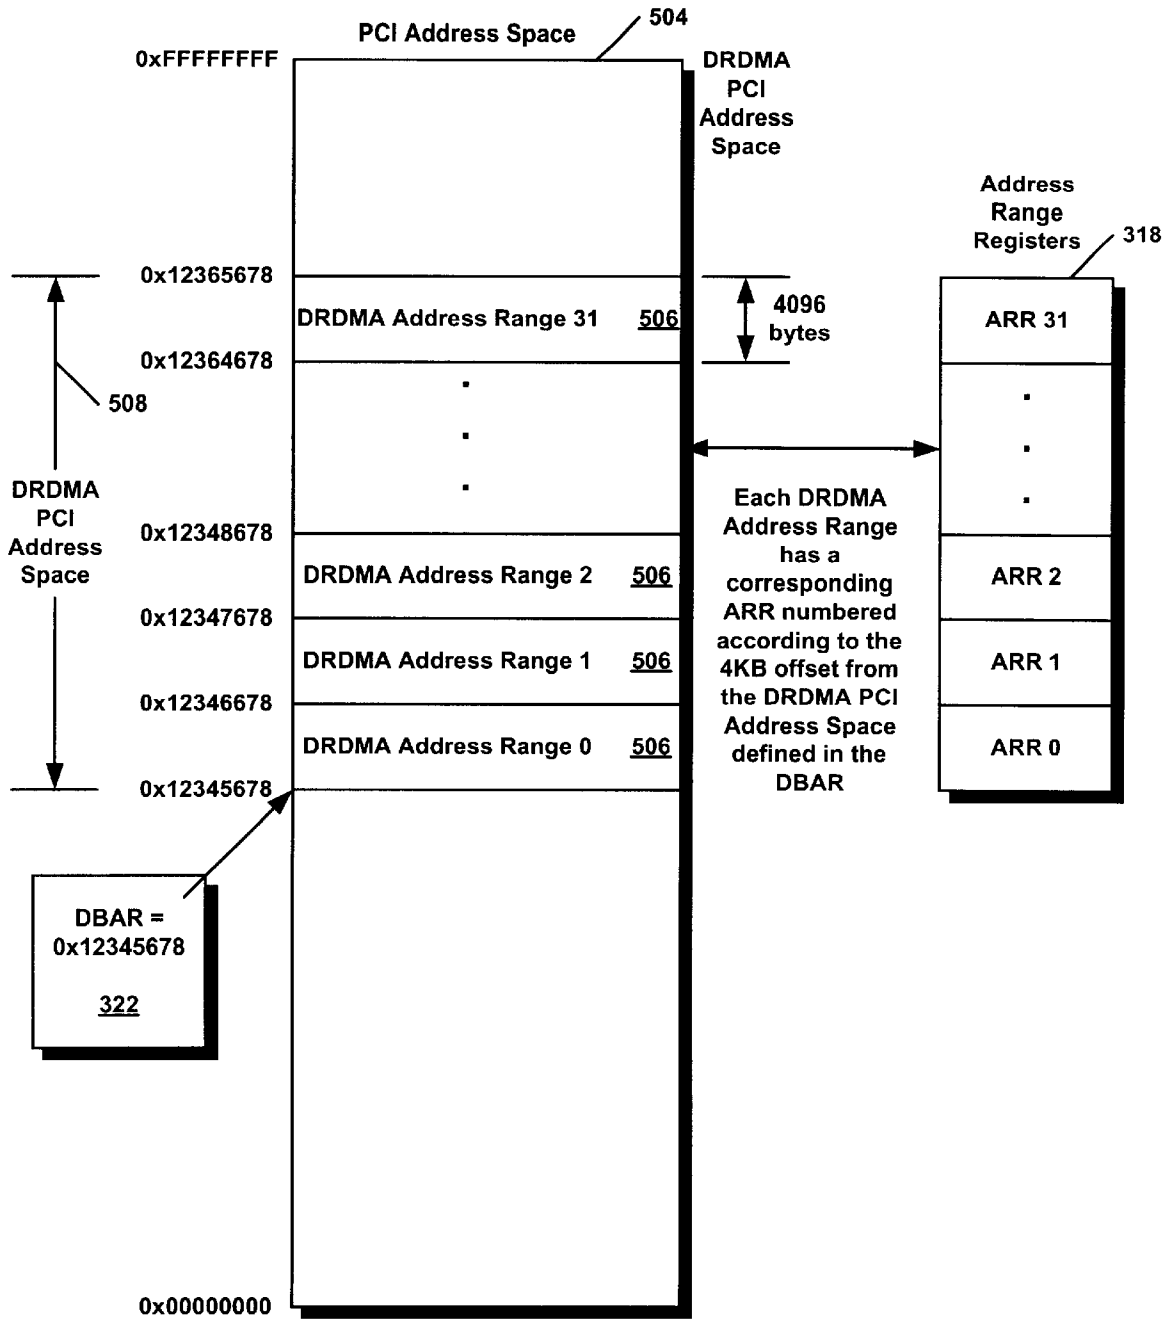 PCI Address Space
504
0xFFFFFFFF
DRDMA
PCI
Address
Space
Address
Range
Registers
318
0x12365678
DRDMA Address Range 31 506
4096
bytes
ARR 31
0x12364678
508
.
.
.
.
.
.
DRDMA
PCI
Address
Space
Each DRDMA
Address Range
has a
corresponding
ARR numbered
according to the
4KB offset from
the DRDMA PCI
Address Space
defined in the
DBAR
0x12348678
DRDMA Address Range 2 506
ARR 2
0x12347678
DRDMA Address Range 1 506
ARR 1
0x12346678
DRDMA Address Range 0 506
ARR 0
0x12345678
DBAR =
0x12345678
322
0x00000000